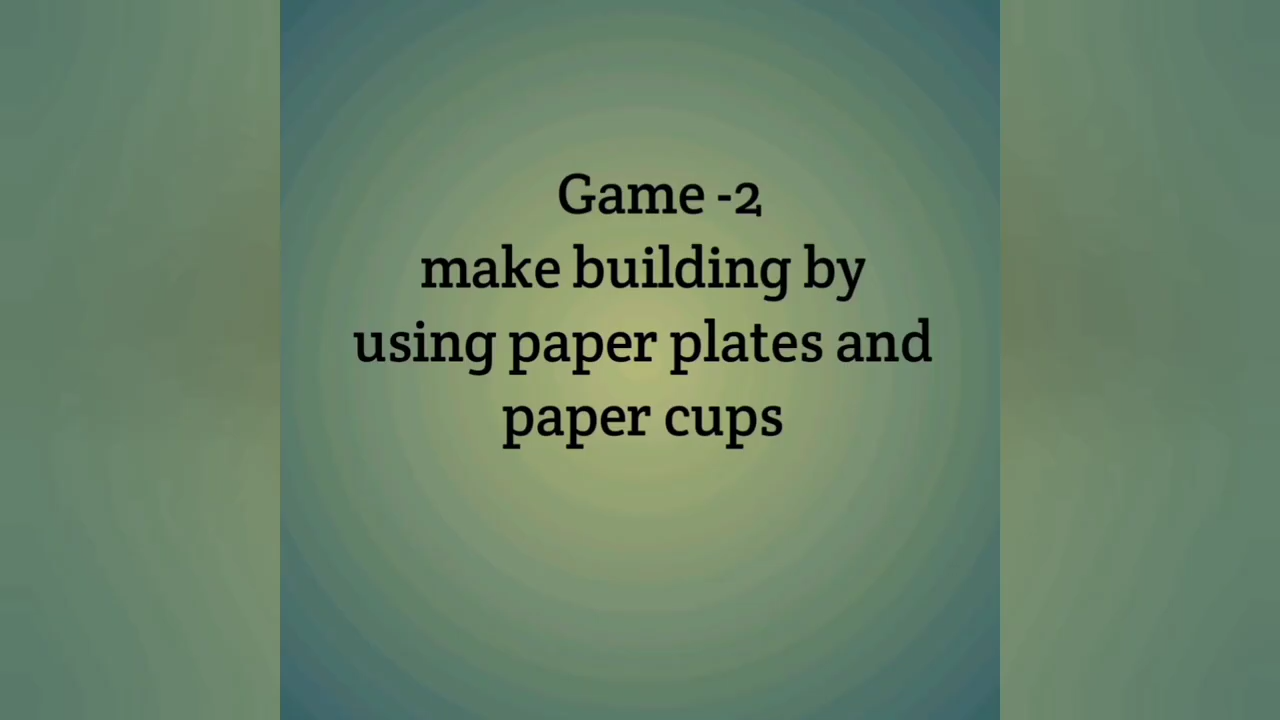 Game -2
make building by
using paper plates and
paper cups